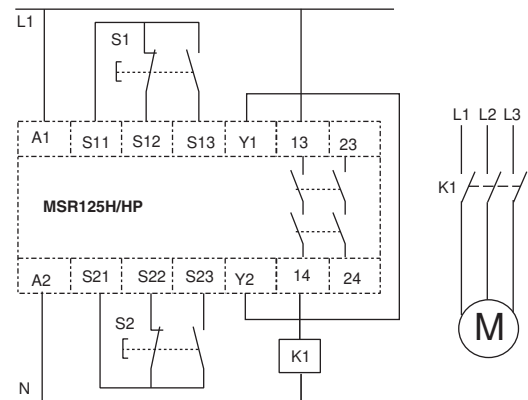 L1
S1
A1 S11 S12 S13 Y1 13 23
MSR125H/HP
A2 S21 S22 S23 Y2 14 24
S2
K1
N
L1 L2 L3
K1
M